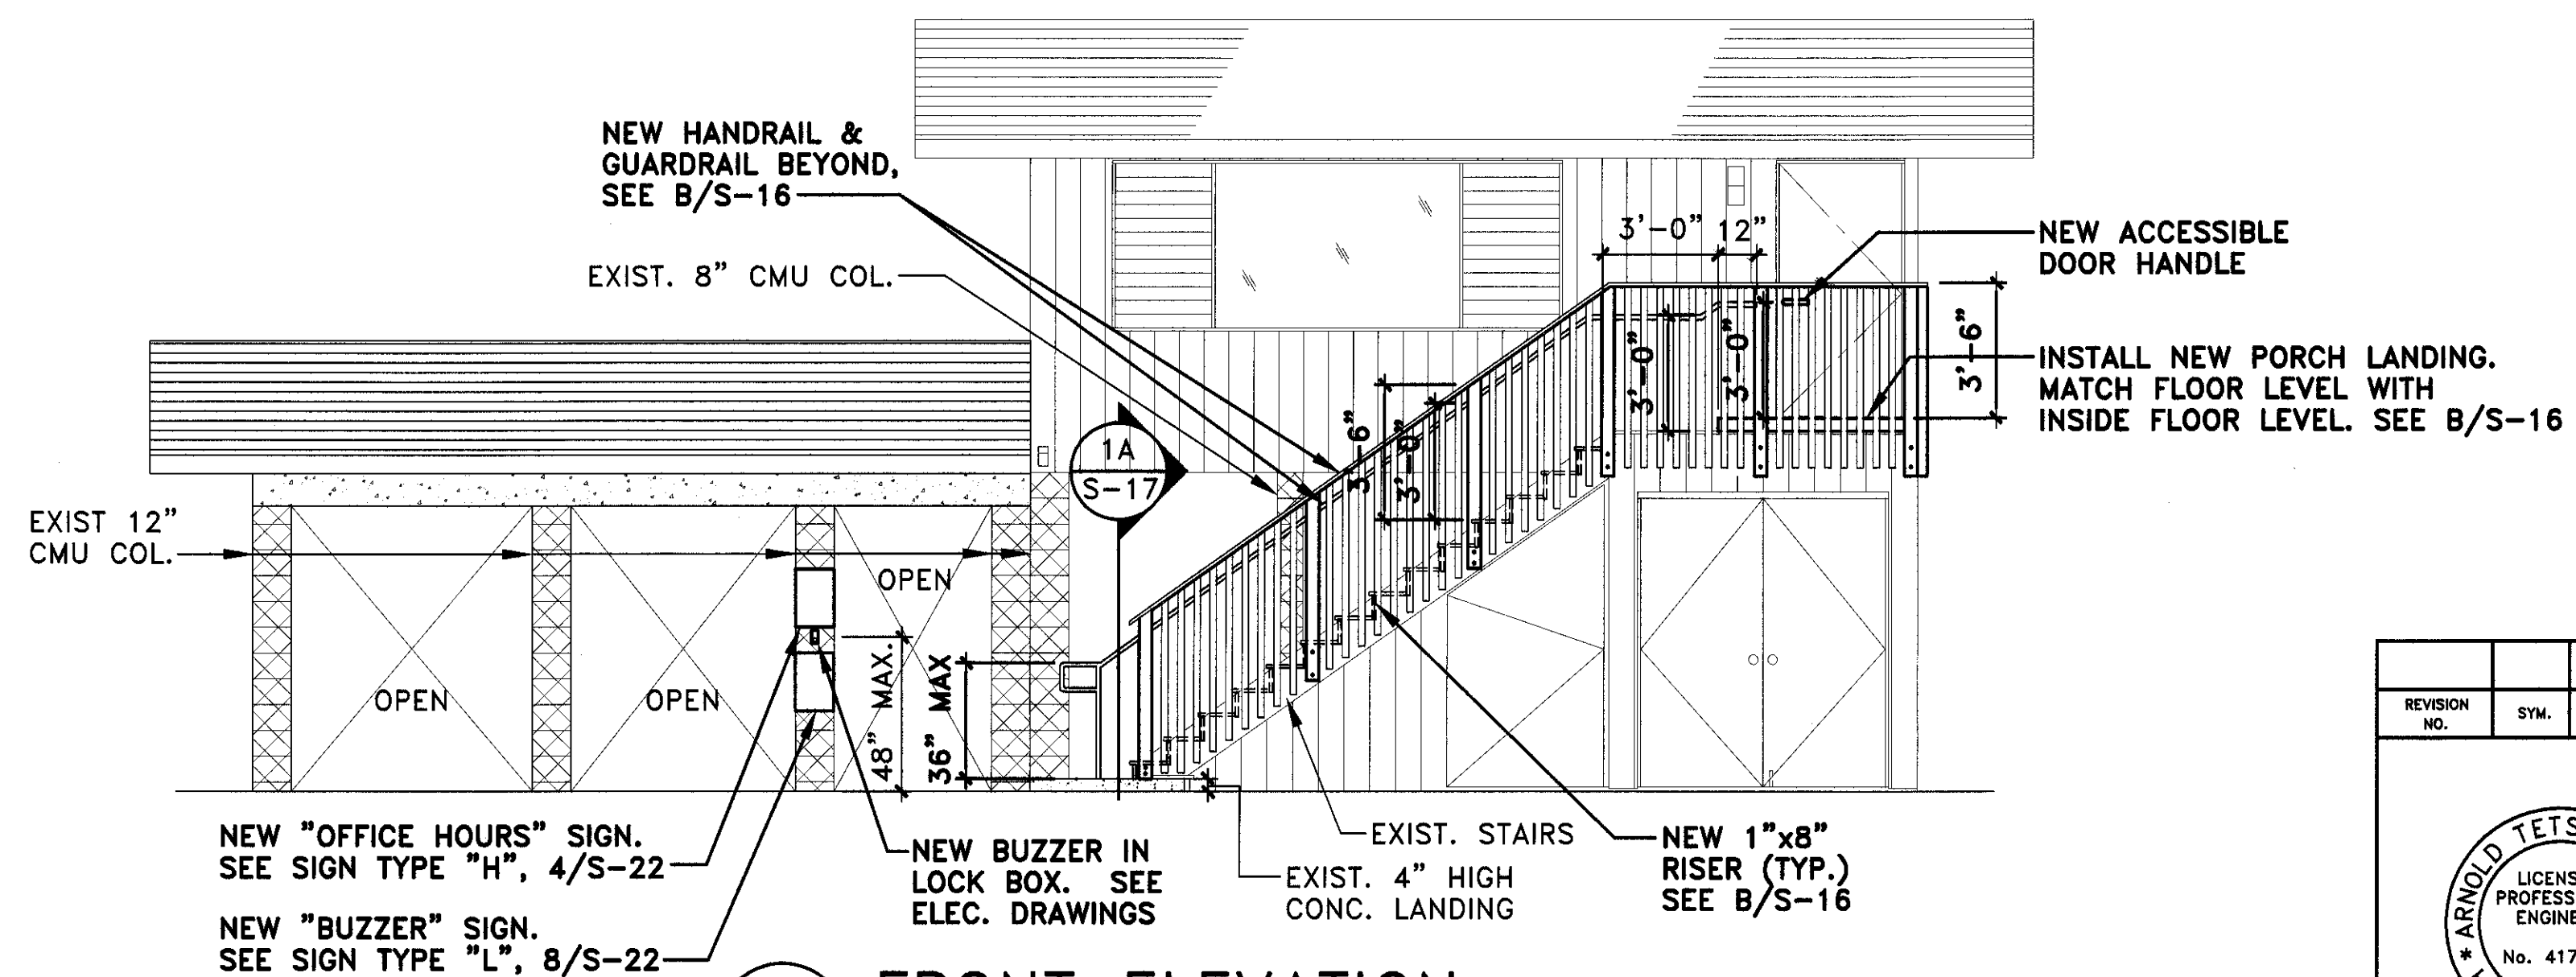 NEW HANDRAIL &
GUARDRAIL BEYOND,
SEE B/S-16
EXIST. 8" CMU COL.
3'-0" 12"
NEW ACCESSIBLE
DOOR HANDLE
3'-6"
3'-0"
3'-0"
INSTALL NEW PORCH LANDING.
MATCH FLOOR LEVEL WITH
INSIDE FLOOR LEVEL. SEE B/S-16
3'-6"
3'-0"
1A
S-17
EXIST 12"
CMU COL.
OPEN
OPEN
OPEN
48" MAX.
36" MAX
NEW "OFFICE HOURS" SIGN.
SEE SIGN TYPE "H", 4/S-22
NEW "BUZZER" SIGN.
SEE SIGN TYPE "L", 8/S-22
NEW BUZZER IN
LOCK BOX. SEE
ELEC. DRAWINGS
EXIST. STAIRS
EXIST. 4" HIGH
CONC. LANDING
NEW 1"x8"
RISER (TYP.)
SEE B/S-16
FRONT ELEVATION
REVISION
NO.
SYM.
* ARNOLD
No.